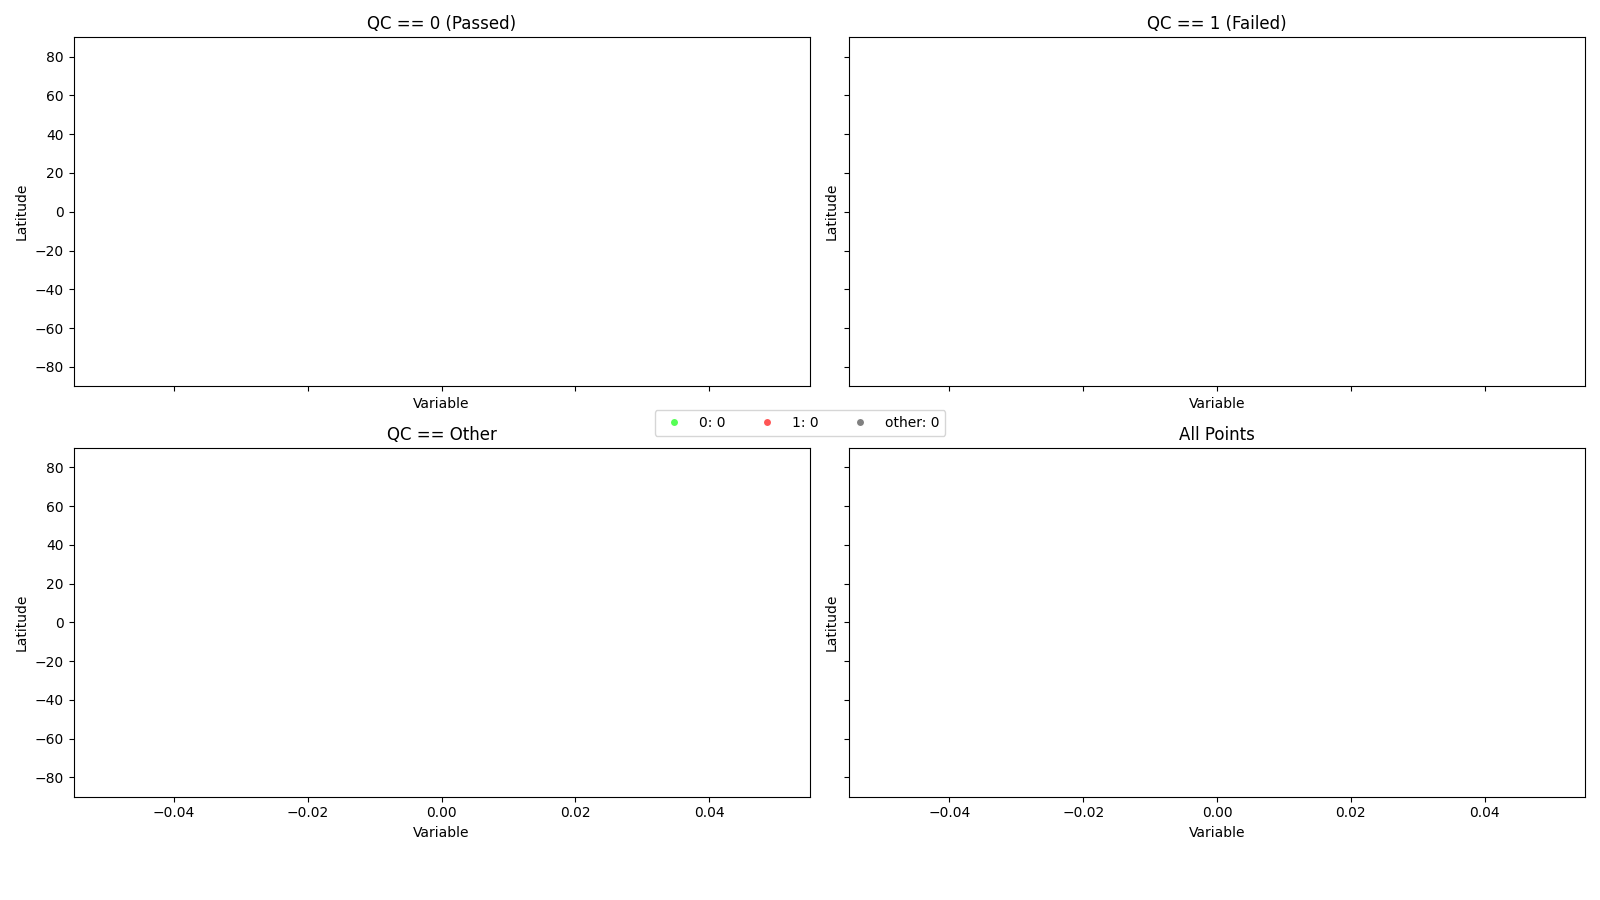 QC == 0 (Passed)
80
60
40
20
0
−20
−40
−60
−80
Latitude
Variable
QC == 1 (Failed)
Latitude
Variable
0: 0 1: 0 other: 0
QC == Other
80
60
40
20
0
−20
−40
−60
−80
Latitude
−0.04 −0.02 0.00 0.02 0.04
Variable
All Points
Latitude
−0.04 −0.02 0.00 0.02 0.04
Variable